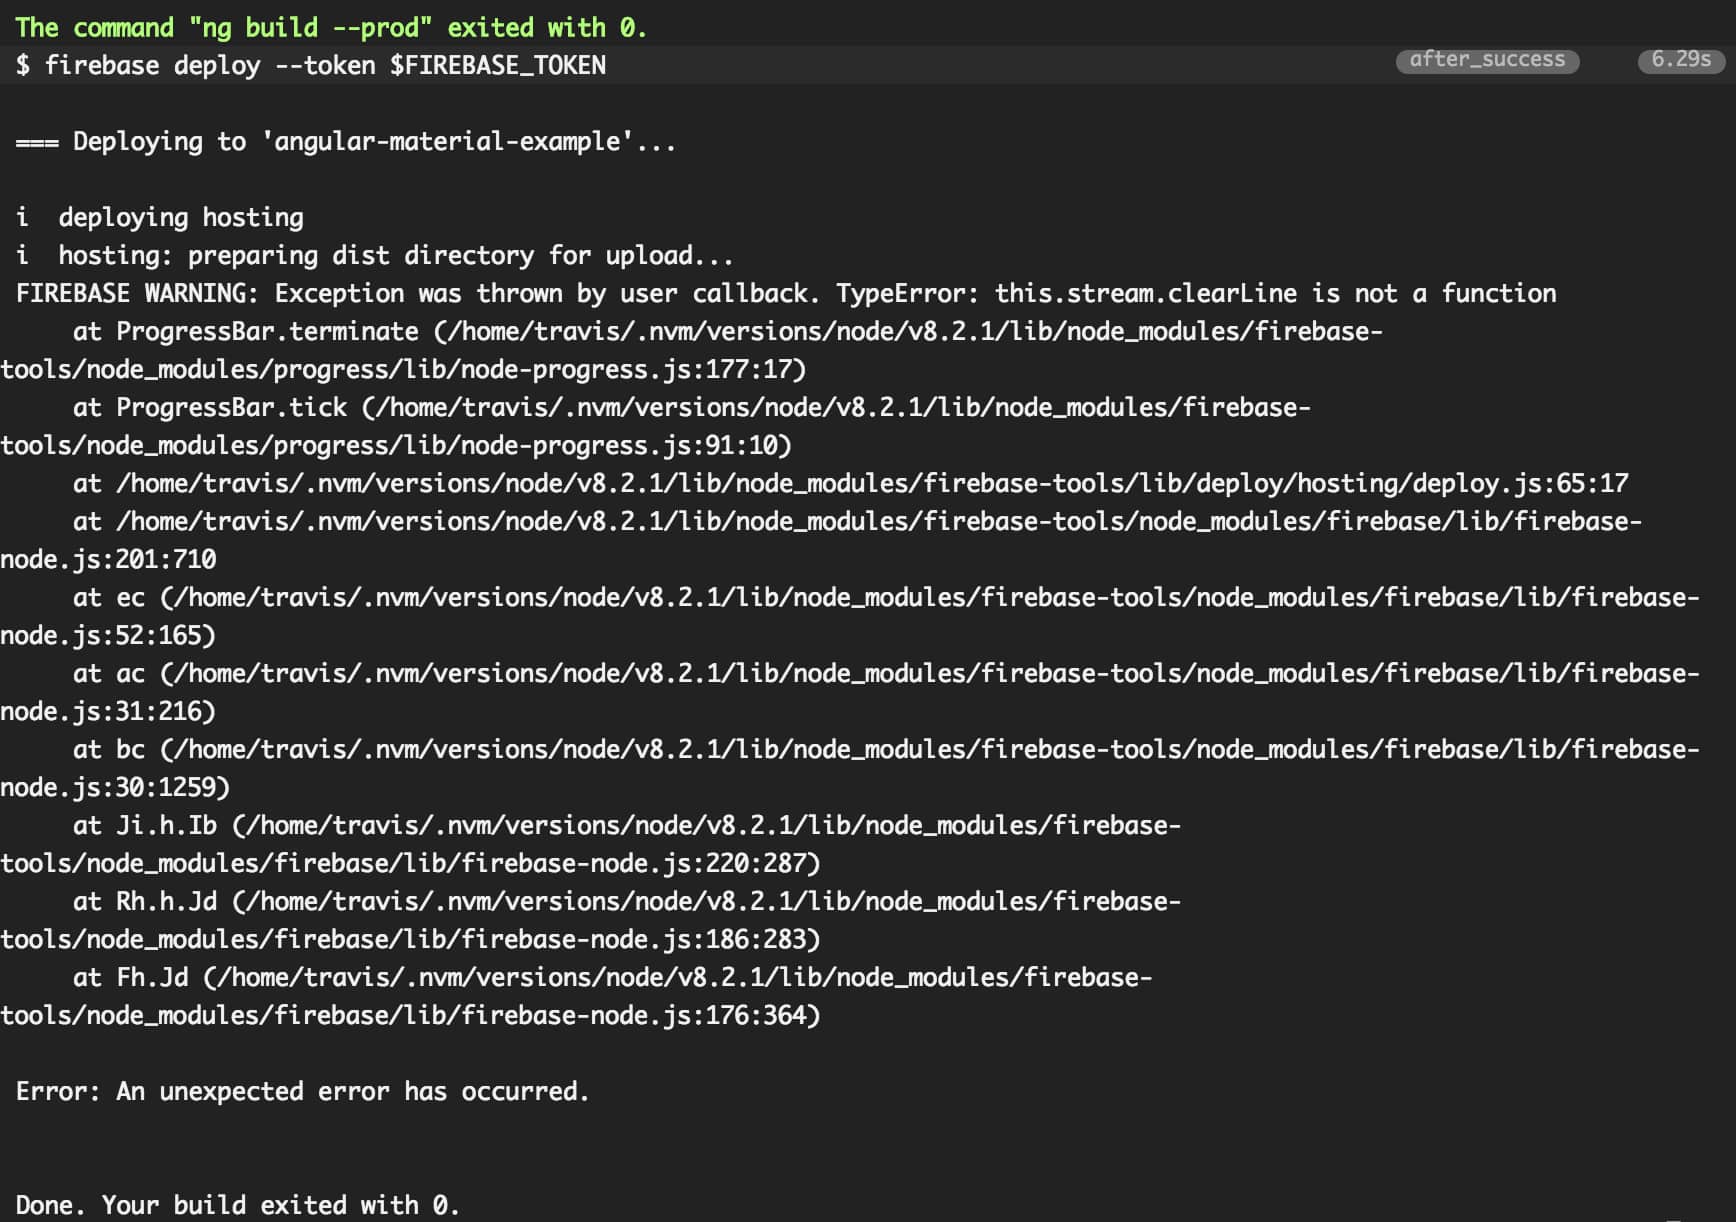 The command "ng build --prod" exited with 0.
$ firebase deploy --token $FIREBASE_TOKEN after_success 6.29s
=== Deploying to 'angular-material-example'...
i deploying hosting
i hosting: preparing dist directory for upload...
FIREBASE WARNING: Exception was thrown by user callback. TypeError: this.stream.clearLine is not a function
at ProgressBar.terminate (/home/travis/.nvm/versions/node/v8.2.1/lib/node_modules/firebase-
tools/node_modules/progress/lib/node-progress.js:177:17)
at ProgressBar.tick (/home/travis/.nvm/versions/node/v8.2.1/lib/node_modules/firebase-
tools/node_modules/progress/lib/node-progress.js:91:10)
at /home/travis/.nvm/versions/node/v8.2.1/lib/node_modules/firebase-tools/lib/deploy/hosting/deploy.js:65:17
at /home/travis/.nvm/versions/node/v8.2.1/lib/node_modules/firebase-tools/node_modules/firebase/lib/firebase-
node.js:201:710
at ec (/home/travis/.nvm/versions/node/v8.2.1/lib/node_modules/firebase-tools/node_modules/firebase/lib/firebase-
node.js:52:165)
at ac (/home/travis/.nvm/versions/node/v8.2.1/lib/node_modules/firebase-tools/node_modules/firebase/lib/firebase-
node.js:31:216)
at bc (/home/travis/.nvm/versions/node/v8.2.1/lib/node_modules/firebase-tools/node_modules/firebase/lib/firebase-
node.js:30:1259)
at Ji.h.Ib (/home/travis/.nvm/versions/node/v8.2.1/lib/node_modules/firebase-
tools/node_modules/firebase/lib/firebase-node.js:220:287)
at Rh.h.Jd (/home/travis/.nvm/versions/node/v8.2.1/lib/node_modules/firebase-
tools/node_modules/firebase/lib/firebase-node.js:186:283)
at Fh.Jd (/home/travis/.nvm/versions/node/v8.2.1/lib/node_modules/firebase-
tools/node_modules/firebase/lib/firebase-node.js:176:364)
Error: An unexpected error has occurred.
Done. Your build exited with 0.